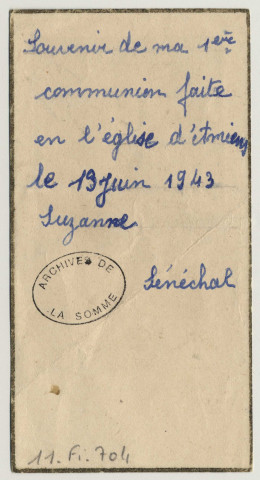 Souvenir de ma 1ère
communion faite
en l'église d'Etmiens
le 13 juin 1943
Suzanne
Sénéchal
ARCHIVES DE
LA SOMME
11.Fi.704